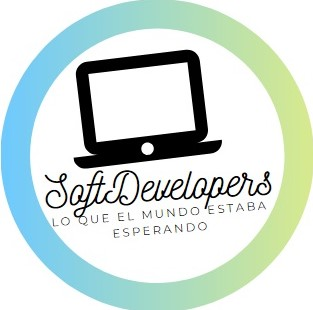 SoftDevelopers
LO QUE EL MUNDO ESTABA
ESPERANDO